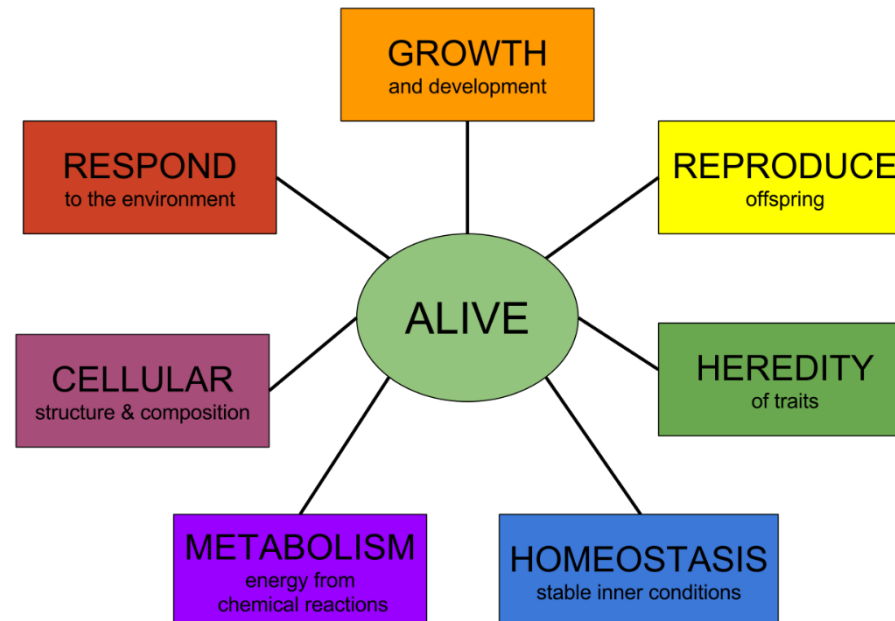 GROWTH
and development
RESPOND
to the environment
REPRODUCE
offspring
ALIVE
CELLULAR
structure & composition
HEREDITY
of traits
METABOLISM
energy from
chemical reactions
HOMEOSTASIS
stable inner conditions